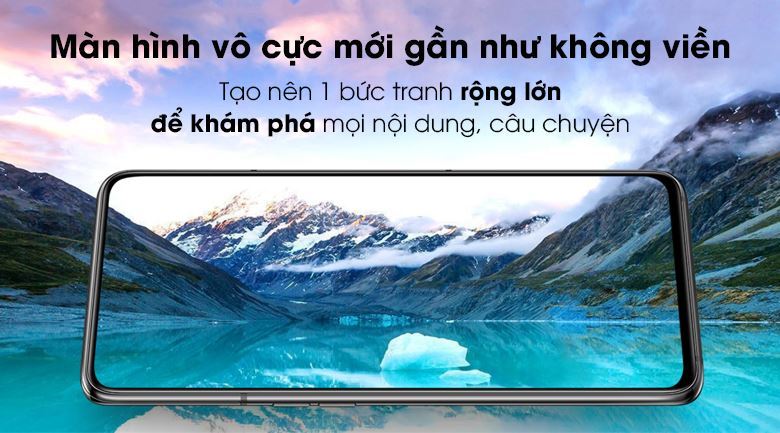 Màn hình vô cực mới gần như không viền
Tạo nên 1 bức tranh rộng lớn
để khám phá mọi nội dung, câu chuyện